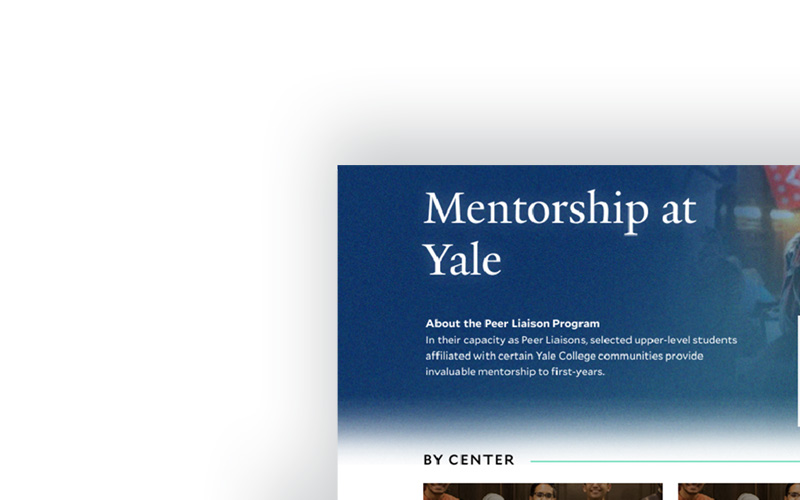 Mentorship at
Yale
About the Peer Liaison Program
In their capacity as Peer Liaisons, selected upper-level students
affiliated with certain Yale College communities provide
invaluable mentorship to first-years.
BY CENTER